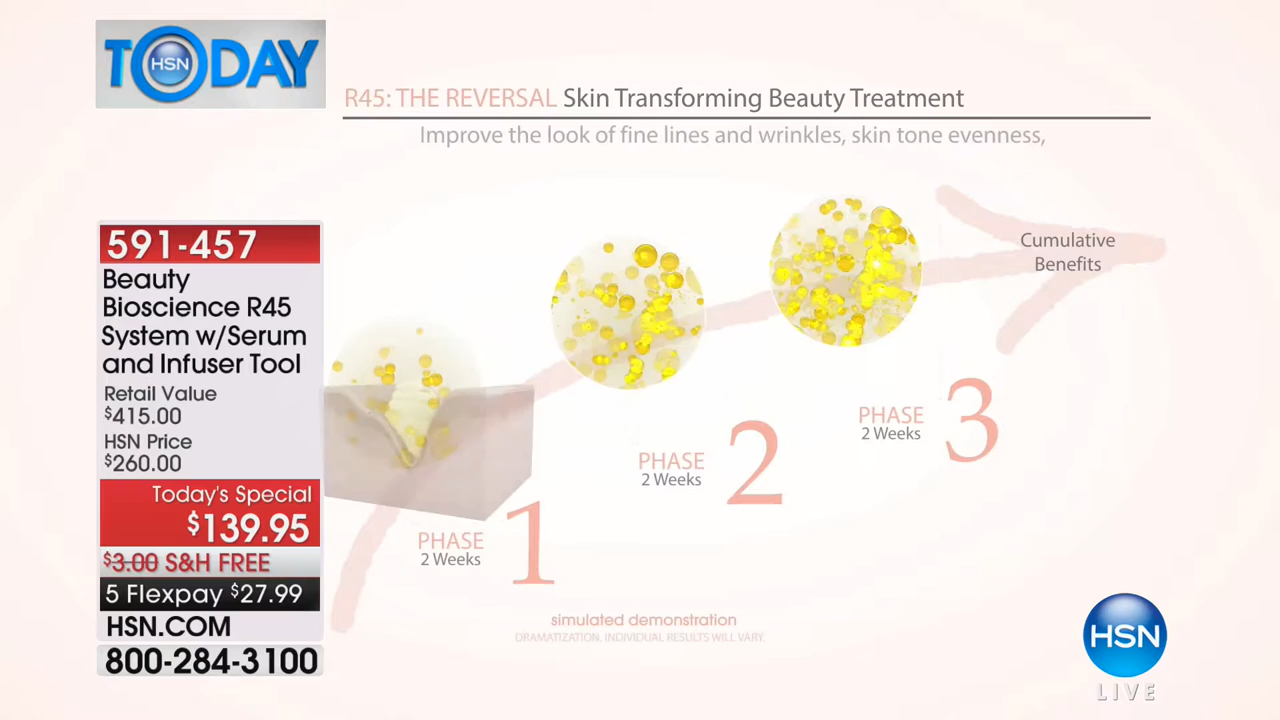 TODAY
HSN
R45: THE REVERSAL Skin Transforming Beauty Treatment
Improve the look of fine lines and wrinkles, skin tone evenness,
591-457
Beauty
Bioscience R45
System w/Serum
and Infuser Tool
Retail Value
$415.00
HSN Price
$260.00
Today's Special
$139.95
$3.00 S&H FREE
5 Flexpay $27.99
HSN.COM
800-284-3100
Cumulative
Benefits
PHASE
2 Weeks
1
PHASE
2 Weeks
2
PHASE
2 Weeks
3
simulated demonstration
DRAMATIZATION. INDIVIDUAL RESULTS WILL VARY.
HSN
LIVE